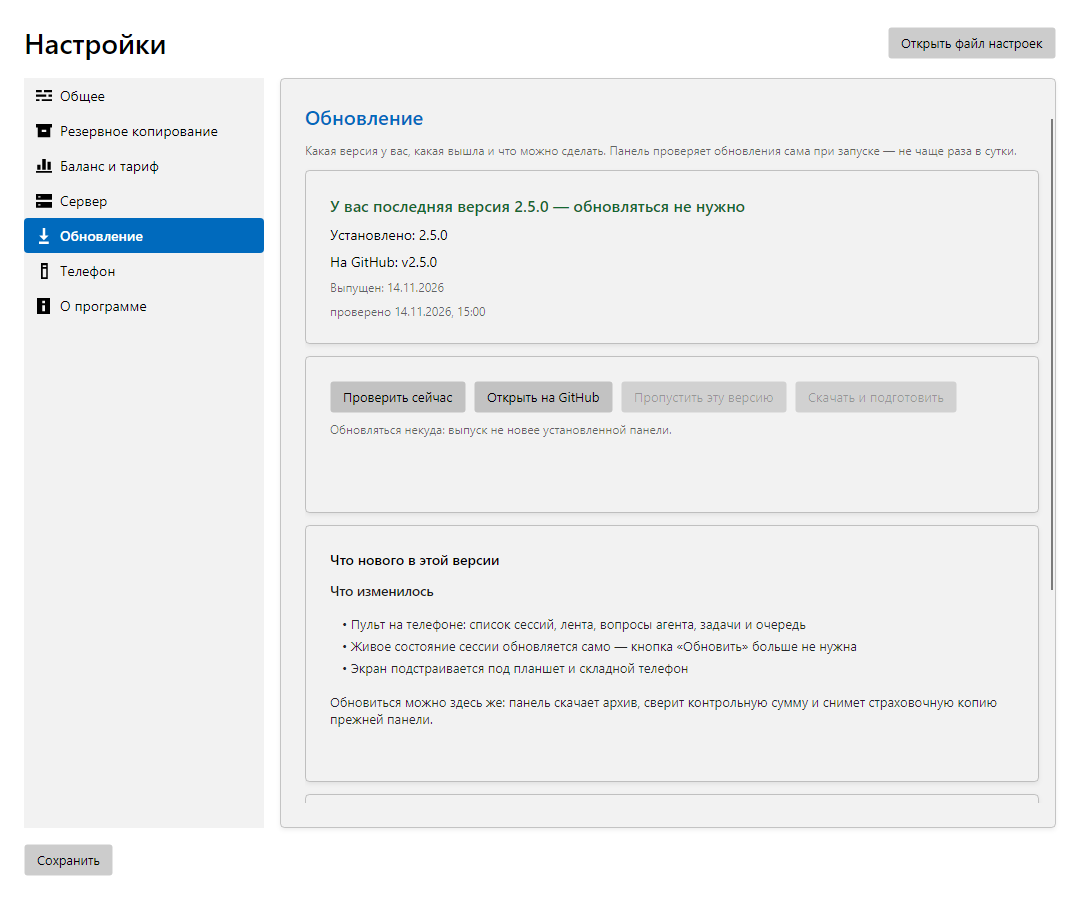 Настройки
Открыть файл настроек
Общее
Резервное копирование
Баланс и тариф
Сервер
Обновление
Телефон
О программе
Обновление
Какая версия у вас, какая вышла и что можно сделать. Панель проверяет обновления сама при запуске — не чаще раза в сутки.
У вас последняя версия 2.5.0 — обновляться не нужно
Установлено: 2.5.0
На GitHub: v2.5.0
Выпущен: 14.11.2026
проверено 14.11.2026, 15:00
Проверить сейчас
Открыть на GitHub
Пропустить эту версию
Скачать и подготовить
Обновляться некуда: выпуск не новее установленной панели.
Что нового в этой версии
Что изменилось
• Пульт на телефоне: список сессий, лента, вопросы агента, задачи и очередь
• Живое состояние сессии обновляется само — кнопка «Обновить» больше не нужна
• Экран подстраивается под планшет и складной телефон
Обновиться можно здесь же: панель скачает архив, сверит контрольную сумму и снимет страховочную копию
прежней панели.
Сохранить